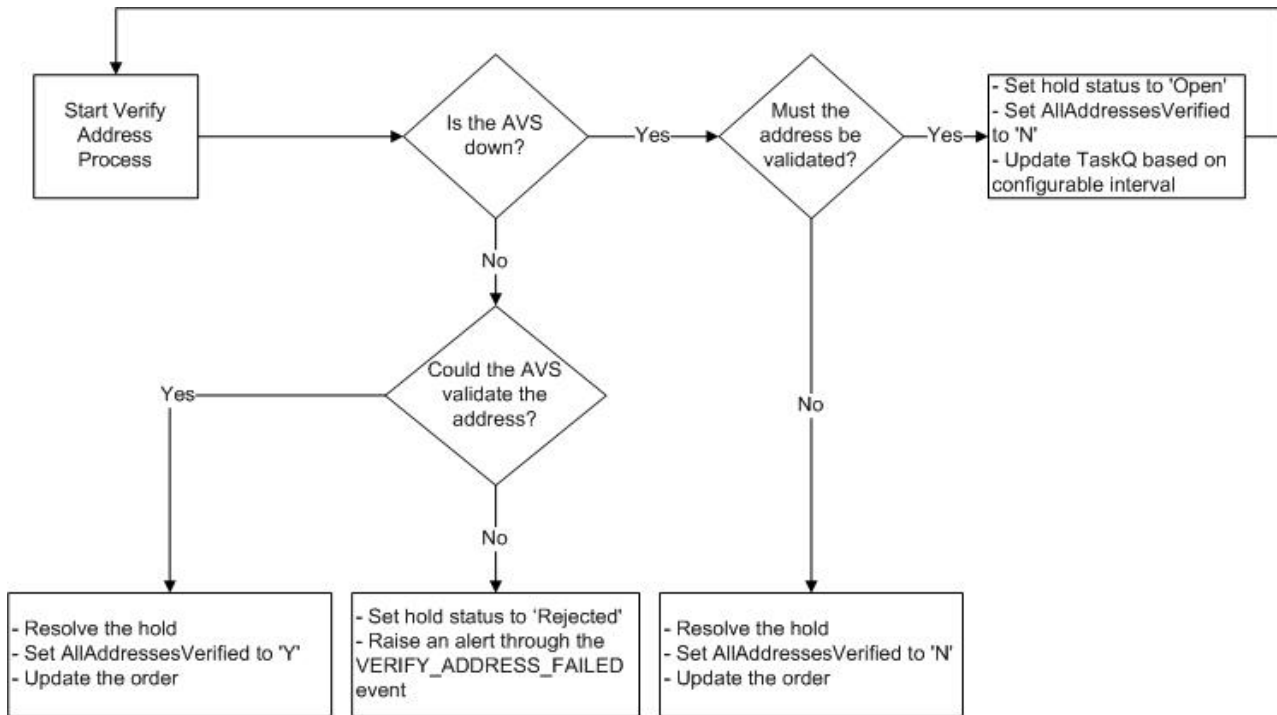 Start Verify
Address
Process
Is the AVS
down?
Yes
Must the
address be
validated?
Yes
- Set hold status to 'Open'
- Set AllAddressesVerified
to 'N'
- Update TaskQ based on
configurable interval
No
Could the AVS
validate the
address?
Yes
No
No
- Resolve the hold
- Set AllAddressesVerified to 'Y'
- Update the order
- Set hold status to 'Rejected'
- Raise an alert through the
VERIFY_ADDRESS_FAILED
event
- Resolve the hold
- Set AllAddressesVerified to 'N'
- Update the order